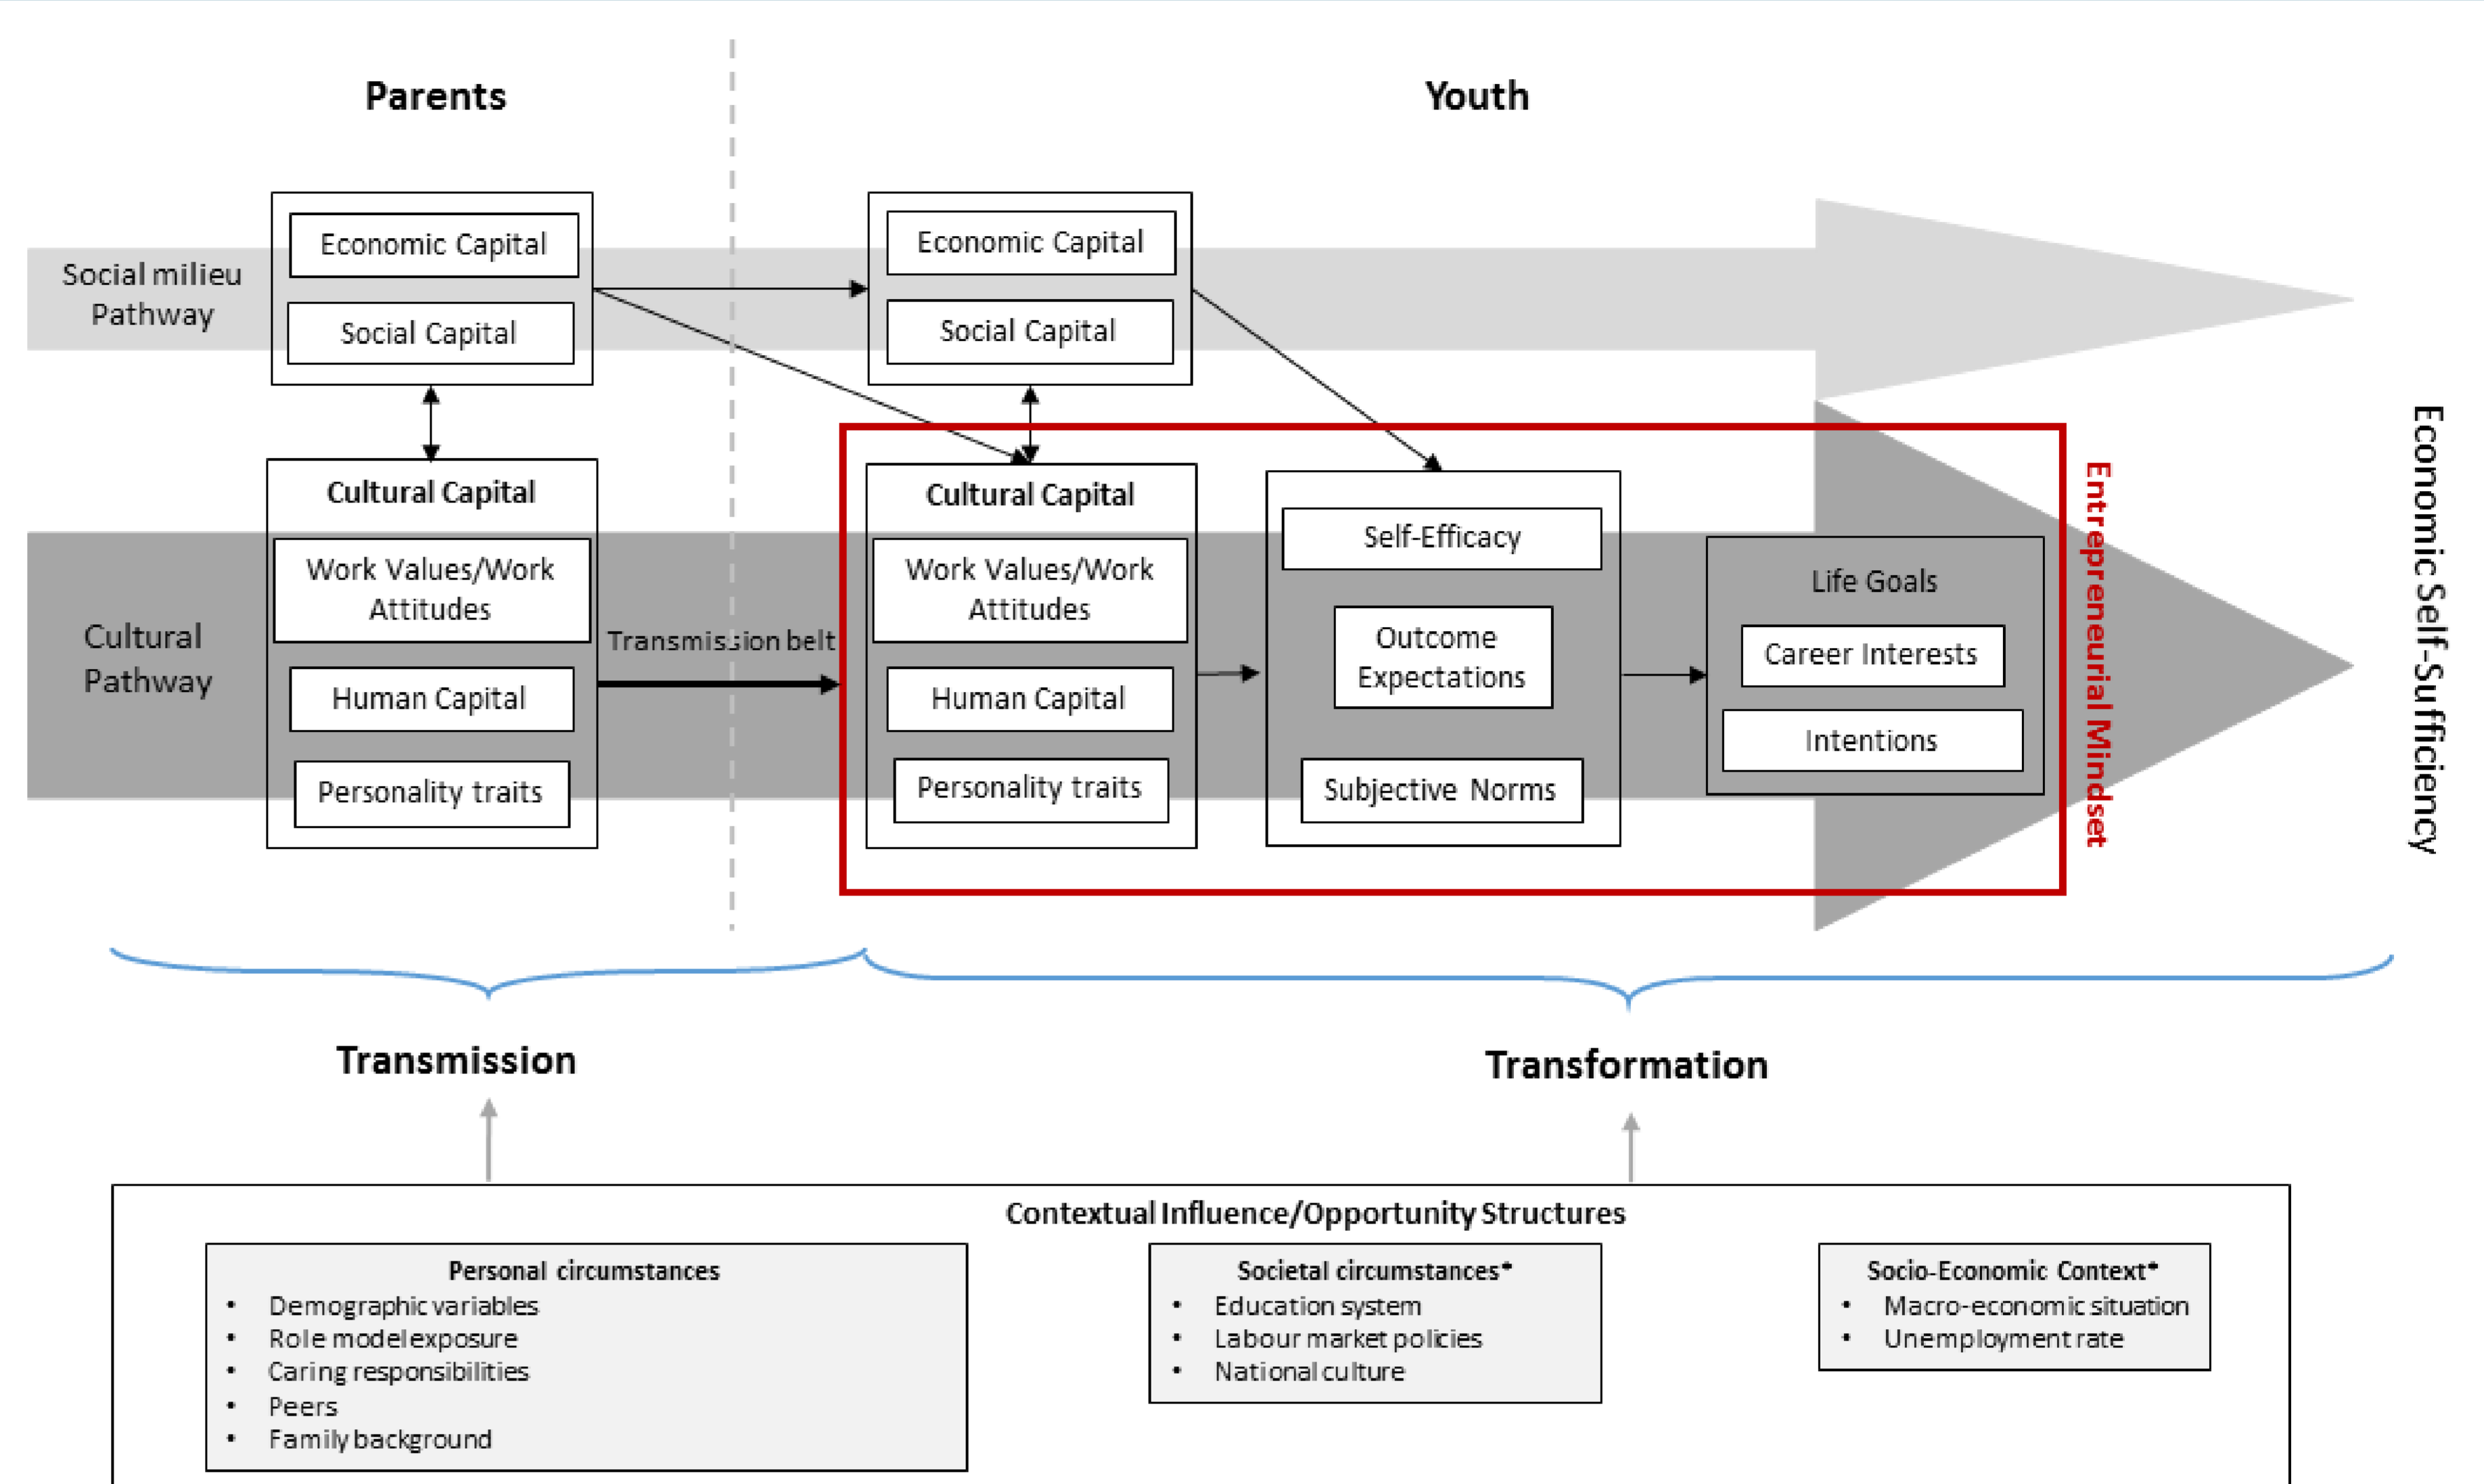 Parents
Youth
Social milieu
Pathway
Economic Capital
Social Capital
Economic Capital
Social Capital
Cultural
Pathway
Cultural Capital
Work Values/Work
Attitudes
Human Capital
Personality traits
Transmission belt
Cultural Capital
Work Values/Work
Attitudes
Human Capital
Personality traits
Self-Efficacy
Outcome
Expectations
Subjective Norms
Life Goals
Career Interests
Intentions
Entrepreneurial Mindset
Economic Self-Sufficiency
Transmission
Transformation
Contextual Influence/Opportunity Structures
Personal circumstances
• Demographic variables
• Role model exposure
• Caring responsibilities
• Peers
• Family background
Societal circumstances*
• Education system
• Labour market policies
• National culture
Socio-Economic Context*
• Macro-economic situation
• Unemployment rate